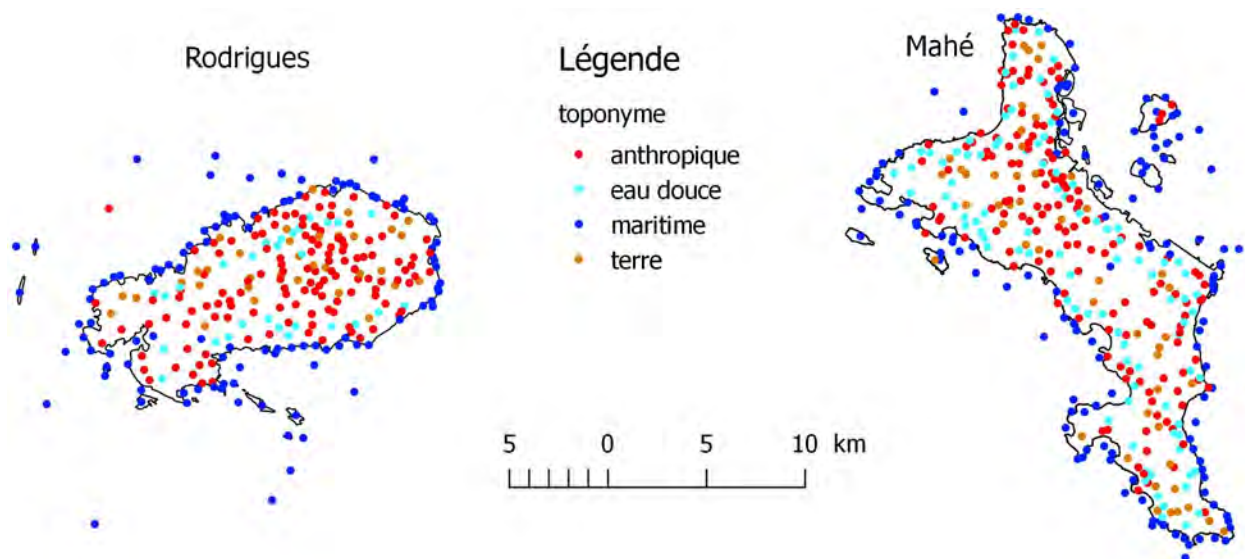 Rodrigues
Légende
Mahé
toponyme
anthropique
eau douce
maritime
terre
5 0 5 10 km